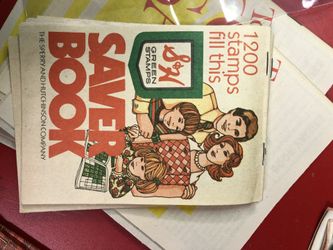 1200
stamps
fill this
S&H
GREEN
STAMPS
SAVER
BOOK
THE SPERRY AND HUTCHINSON COMPANY